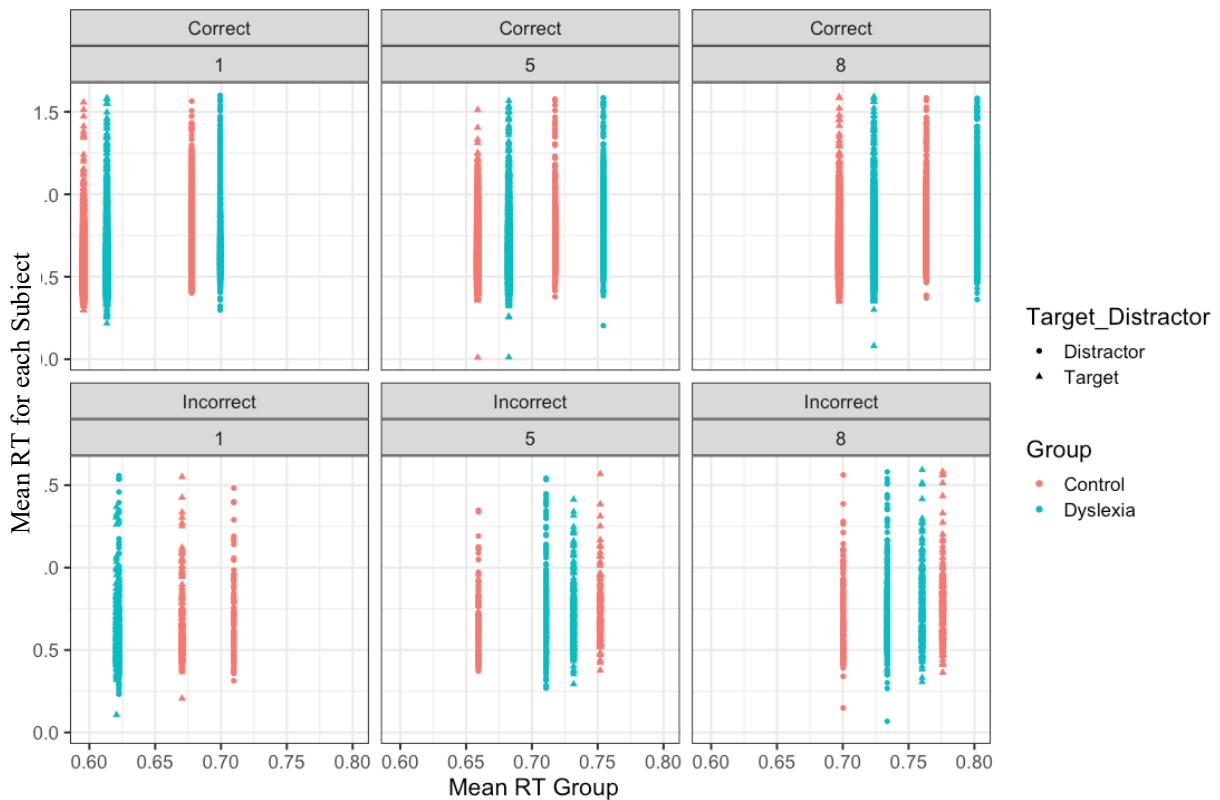 Correct Correct Correct
1 5 8
1.5
.0
.5
.0
Incorrect Incorrect Incorrect
1 5 8
.5
.0
0.5
0.0
0.60 0.65 0.70 0.75 0.80 0.60 0.65 0.70 0.75 0.80 0.60 0.65 0.70 0.75 0.80
Mean RT Group
Mean RT for each Subject
Target_Distractor
Distractor
Target
Group
Control
Dyslexia